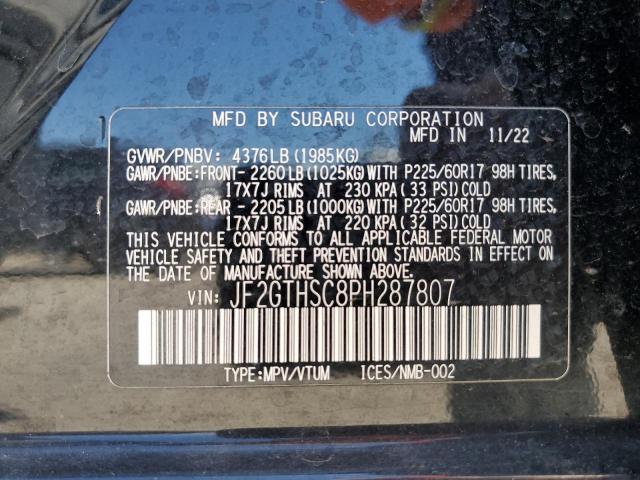 MFD BY SUBARU CORPORATION
MFD IN 11/22
GVWR/PNBV: 4376LB(1985KG)
GAWR/PNBE:FRONT-2260LB(1025KG)WITH P225/60R17 98H TIRES,
17X7J RIMS AT 230 KPA(33 PSI)COLD
GAWR/PNBE:REAR -2205LB(1000KG)WITH P225/60R17 98H TIRES,
17X7J RIMS AT 220 KPA(32 PSI)COLD
THIS VEHICLE CONFORMS TO ALL APPLICABLE FEDERAL MOTOR
VEHICLE SAFETY AND THEFT PREVENTION STANDARDS IN EFFECT
ON THE DATE OF MANUFACTURE SHOWN ABOVE.
VIN: JF2GTHSC8PH287807
TYPE:MPV/VTUM ICES/NMB-002